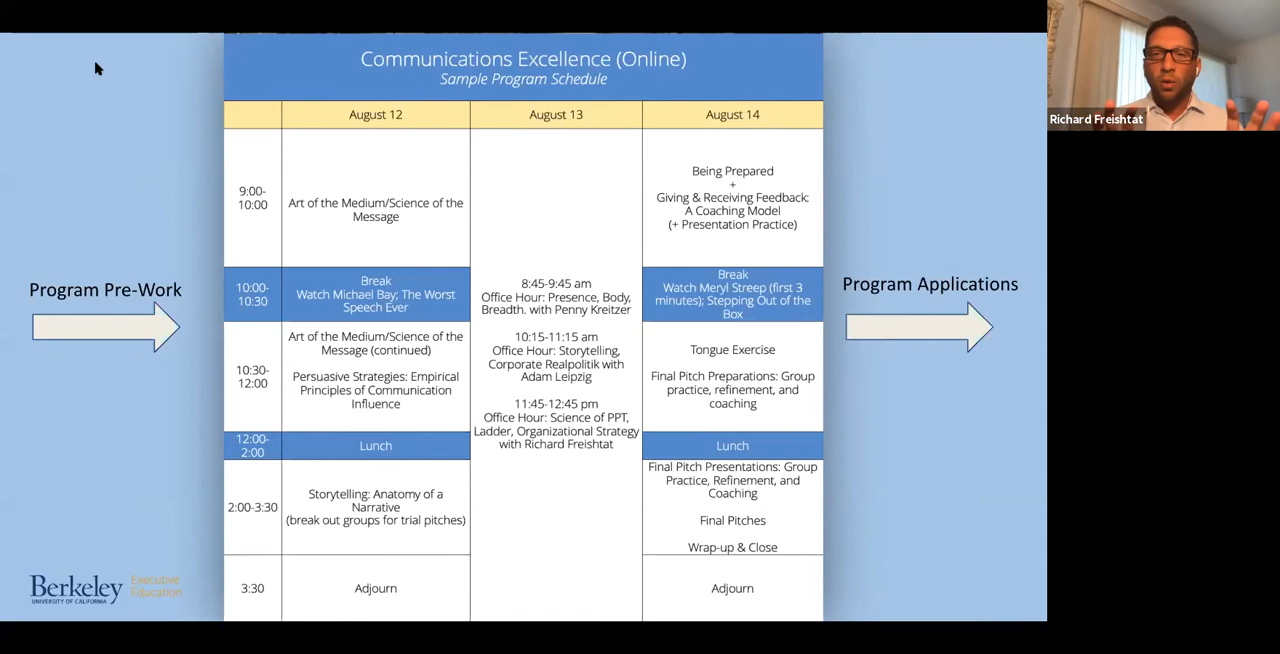 Communications Excellence (Online)
Sample Program Schedule
August 12
August 13
August 14
9:00-
10:00
Art of the Medium/Science of the
Message
Being Prepared
+
Giving & Receiving Feedback:
A Coaching Model
(+ Presentation Practice)
10:00-
10:30
Break
Watch Michael Bay; The Worst
Speech Ever
8:45-9:45 am
Office Hour: Presence, Body,
Breadth. with Penny Kreitzer
10:15-11:15 am
Office Hour: Storytelling,
Corporate Realpolitik with
Adam Leipzig
11:45-12:45 pm
Office Hour: Science of PPT,
Ladder, Organizational Strategy
with Richard Freishtat
Break
Watch Meryl Streep (first 3
minutes); Stepping Out of the
Box
10:30-
12:00
Art of the Medium/Science of the
Message (continued)
Persuasive Strategies: Empirical
Principles of Communication
Influence
Tongue Exercise
Final Pitch Preparations: Group
practice, refinement, and
coaching
12:00-
2:00
Lunch
Lunch
2:00-3:30
Storytelling: Anatomy of a
Narrative
(break out groups for trial pitches)
Final Pitch Presentations: Group
Practice, Refinement, and
Coaching
Final Pitches
Wrap-up & Close
3:30
Adjourn
Adjourn
Program Pre-Work
Program Applications
Berkeley
UNIVERSITY OF CALIFORNIA
Executive
Education
Richard Freishtat